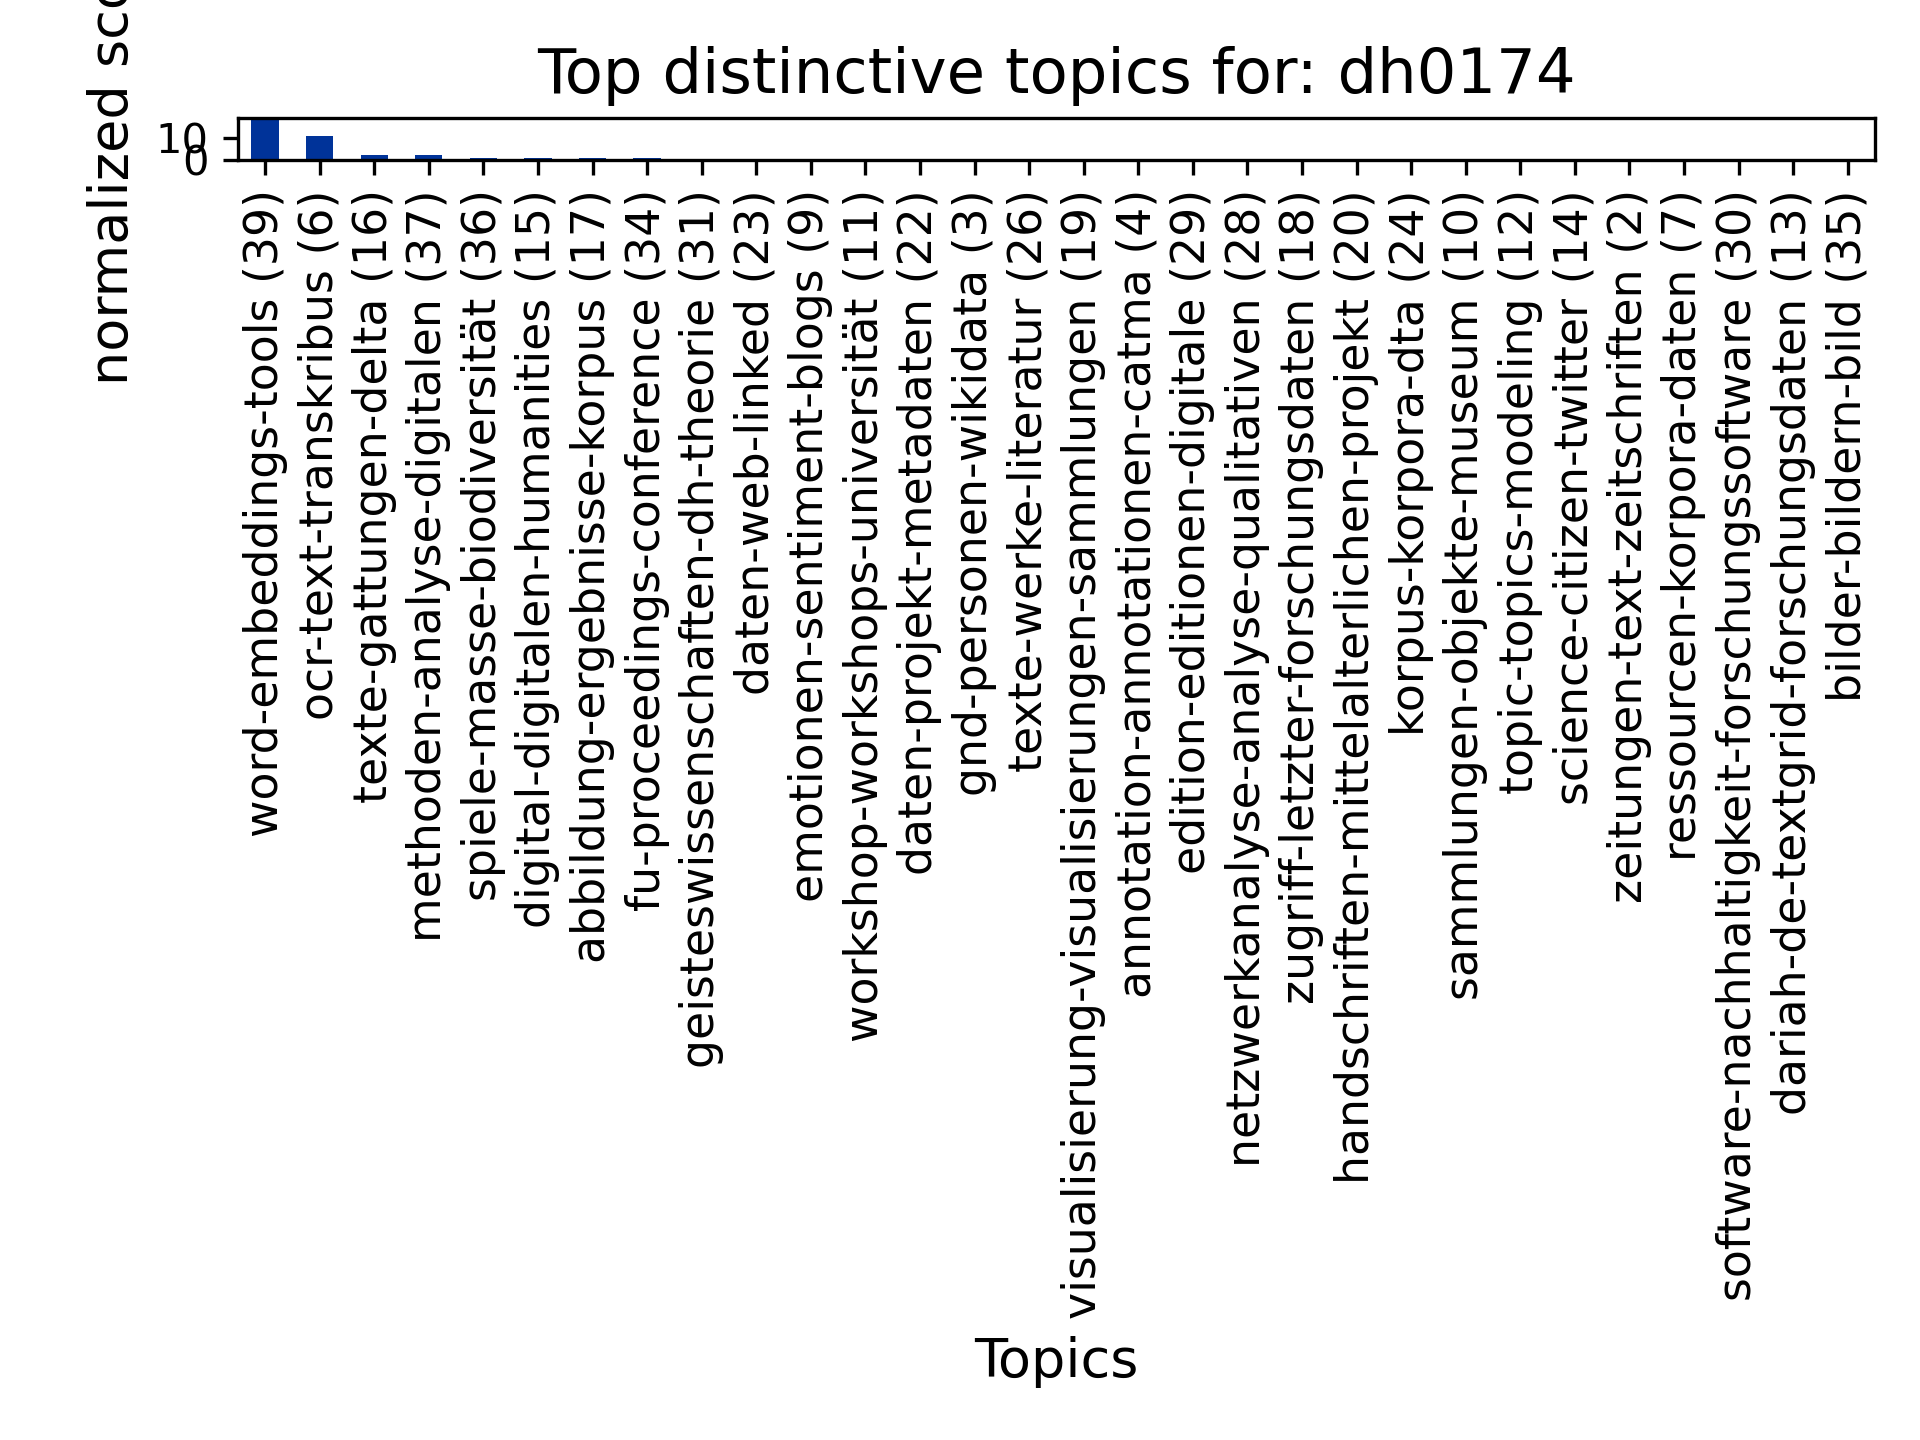 Top distinctive topics for: dh0174
normalized sco
10
0
word-embeddings-tools (39)
ocr-text-transkribus (6)
texte-gattungen-delta (16)
methoden-analyse-digitalen (37)
spiele-masse-biodiversität (36)
digital-digitalen-humanities (15)
abbildung-ergebnisse-korpus (17)
fu-proceedings-conference (34)
geisteswissenschaften-dh-theorie (31)
daten-web-linked (23)
emotionen-sentiment-blogs (9)
workshop-workshops-universität (11)
daten-projekt-metadaten (22)
gnd-personen-wikidata (3)
texte-werke-literatur (26)
visualisierung-visualisierungen-sammlungen (19)
annotation-annotationen-catma (4)
edition-editionen-digitale (29)
netzwerkanalyse-analyse-qualitativen (28)
zugriff-letzter-forschungsdaten (18)
handschriften-mittelalterlichen-projekt (20)
korpus-korpora-dta (24)
sammlungen-objekte-museum (10)
topic-topics-modeling (12)
science-citizen-twitter (14)
zeitungen-text-zeitschriften (2)
ressourcen-korpora-daten (7)
software-nachhaltigkeit-forschungssoftware (30)
dariah-de-textgrid-forschungsdaten (13)
bilder-bildern-bild (35)
Topics